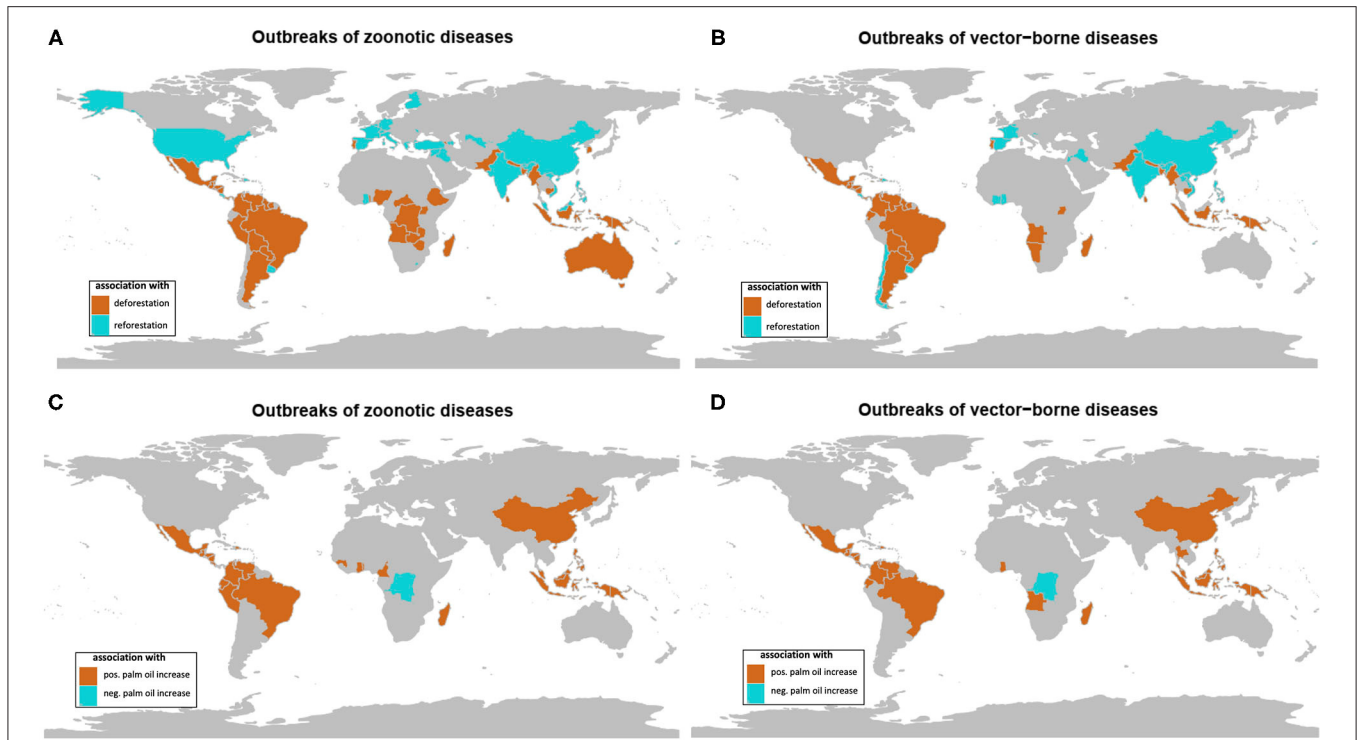 A
Outbreaks of zoonotic diseases
association with
deforestation
reforestation
B
Outbreaks of vector−borne diseases
association with
deforestation
reforestation
C
Outbreaks of zoonotic diseases
association with
pos. palm oil increase
neg. palm oil increase
D
Outbreaks of vector−borne diseases
association with
pos. palm oil increase
neg. palm oil increase